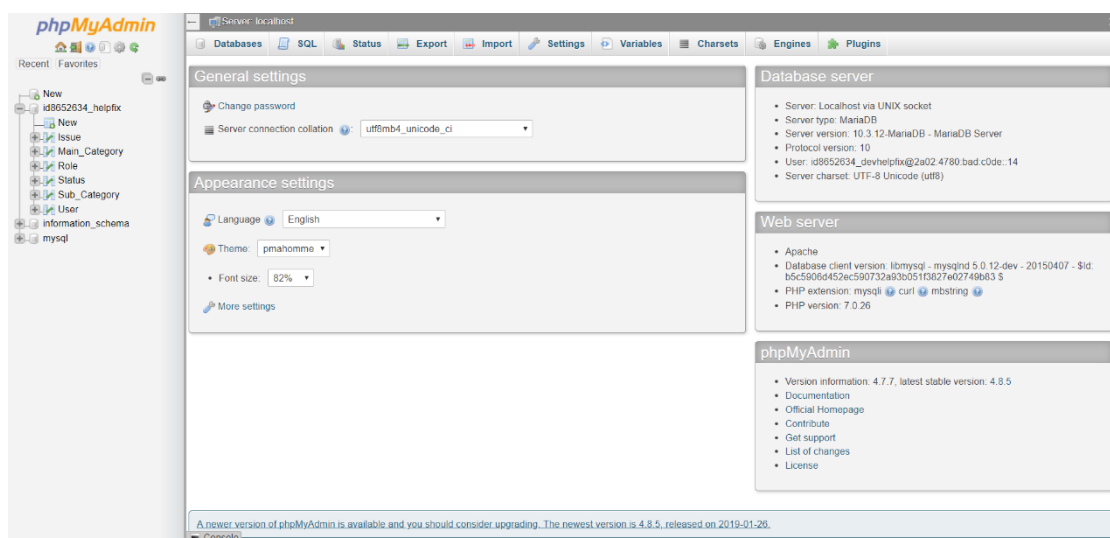 phpMyAdmin
Recent Favorites
New
id8652634_helpfix
New
Issue
Main_Category
Role
Status
Sub_Category
User
information_schema
mysql
Server: localhost
Databases SQL Status Export Import Settings Variables Charsets Engines Plugins
General settings
Change password
Server connection collation : utf8mb4_unicode_ci
Appearance settings
Language English
Theme: pmahomme
• Font size: 82%
More settings
Database server
• Server: Localhost via UNIX socket
• Server type: MariaDB
• Server version: 10.3.12-MariaDB - MariaDB Server
• Protocol version: 10
• User: id8652634_devhelpfix@2a02:4780:bad:c0de::14
• Server charset: UTF-8 Unicode (utf8)
Web server
• Apache
• Database client version: libmysql - mysqlnd 5.0.12-dev - 20150407 - $Id:
b5c5906d452ec590732a93b051f3827e02749b83 $
• PHP extension: mysqli curl mbstring
• PHP version: 7.0.26
phpMyAdmin
• Version information: 4.7.7, latest stable version: 4.8.5
• Documentation
• Official Homepage
• Contribute
• Get support
• List of changes
• License
A newer version of phpMyAdmin is available and you should consider upgrading. The newest version is 4.8.5, released on 2019-01-26.
Console